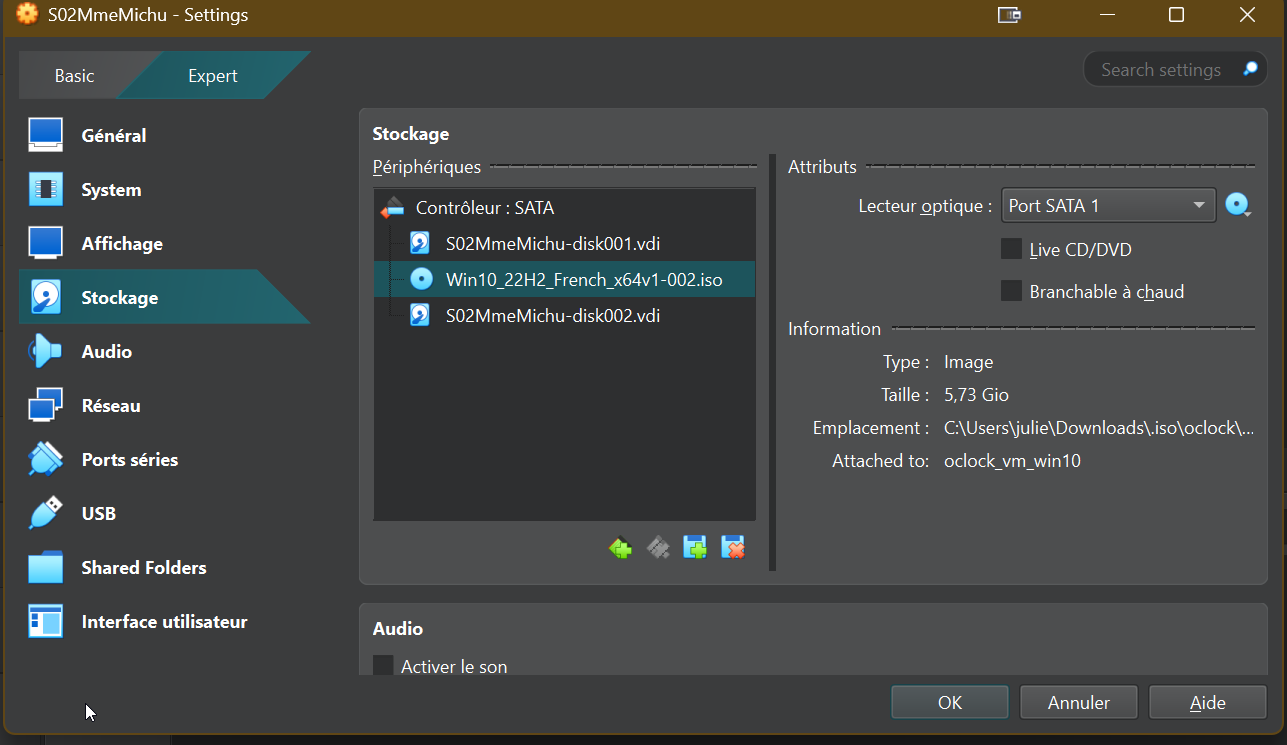 S02MmeMichu - Settings
Basic
Expert
Search settings
Général
System
Affichage
Stockage
Audio
Réseau
Ports séries
USB
Shared Folders
Interface utilisateur
Stockage
Périphériques
Contrôleur : SATA
S02MmeMichu-disk001.vdi
Win10_22H2_French_x64v1-002.iso
S02MmeMichu-disk002.vdi
Attributs
Lecteur optique : Port SATA 1
Live CD/DVD
Branchable à chaud
Information
Type : Image
Taille : 5,73 Gio
Emplacement : C:\Users\julie\Downloads\.iso\oclock\...
Attached to: oclock_vm_win10
Audio
Activer le son
OK
Annuler
Aide